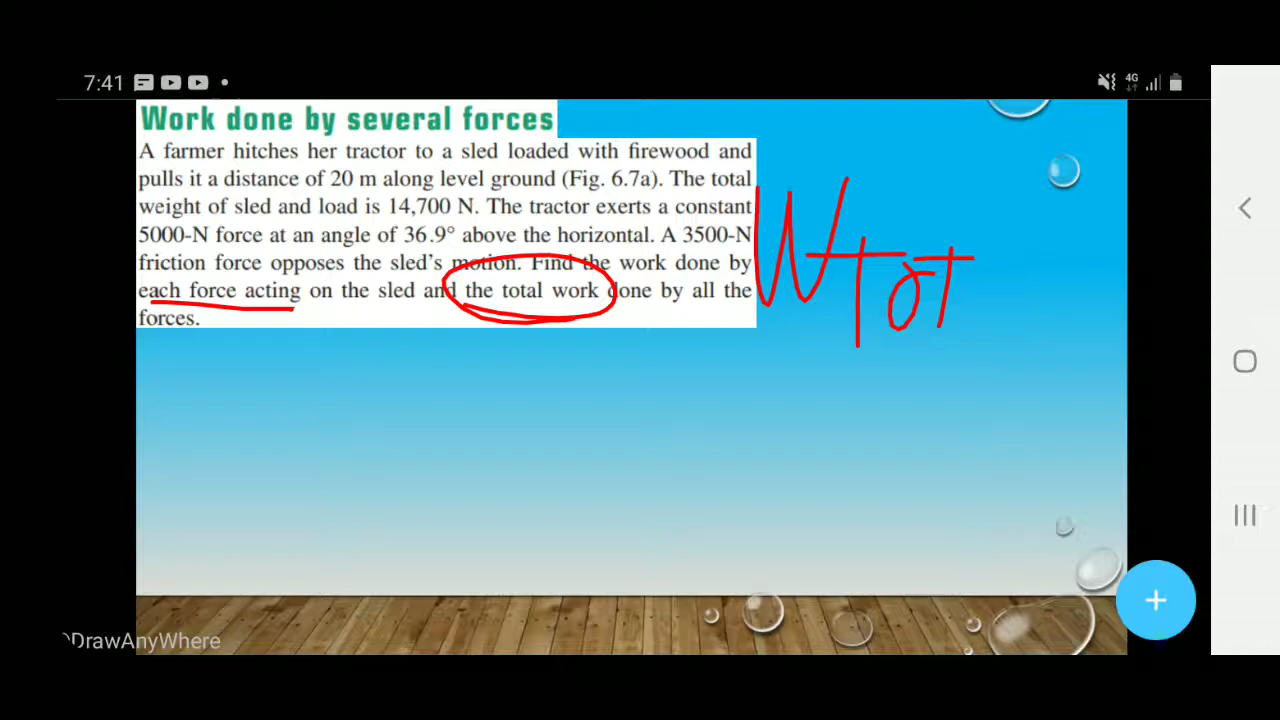 7:41
4G
Work done by several forces
A farmer hitches her tractor to a sled loaded with firewood and
pulls it a distance of 20 m along level ground (Fig. 6.7a). The total
weight of sled and load is 14,700 N. The tractor exerts a constant
5000-N force at an angle of 36.9° above the horizontal. A 3500-N
friction force opposes the sled's motion. Find the work done by
each force acting on the sled and the total work done by all the
forces.
WTOT
DrawAnyWhere